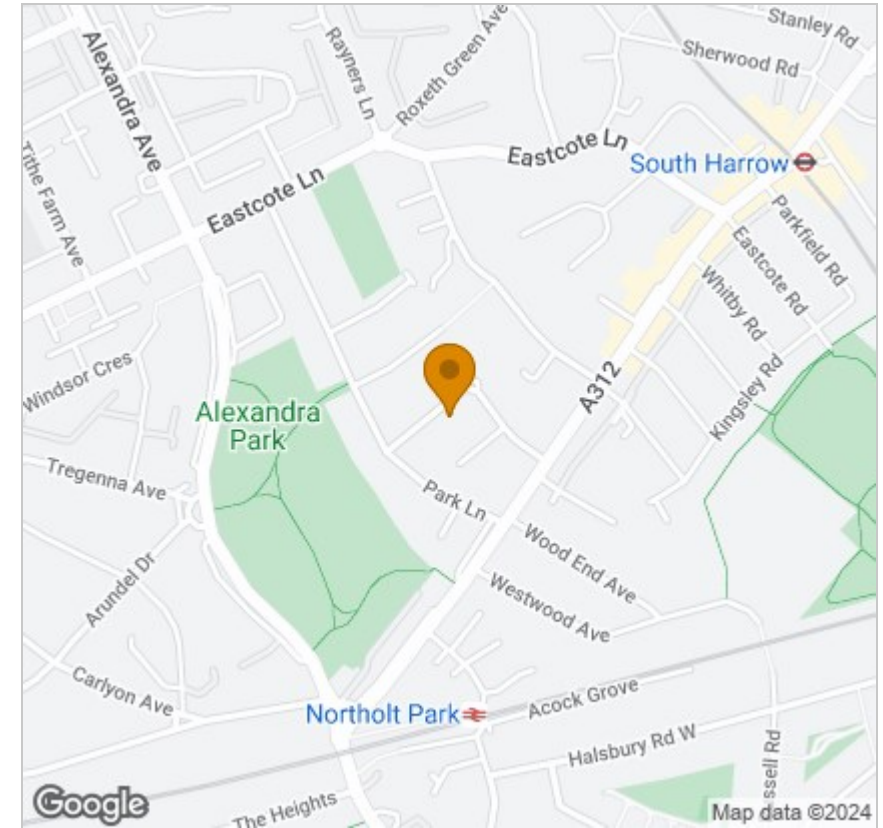 Stanley Rd
Sherwood Rd
Alexandra Ave
Rayners Ln
Roxeth Green Ave
Eastcote Ln
South Harrow
Tithe Farm Ave
Eastcote Ln
Parkfield Rd
Eastcote Rd
Whitby Rd
Windsor Cres
A312
Kingsley Rd
Alexandra
Park
Tregenna Ave
Park Ln
Wood End Ave
Arundel Dr
Westwood Ave
Carlyon Ave
Northolt Park
Acock Grove
Halsbury Rd W
ssell Rd
The Heights
Google
Map data ©2024